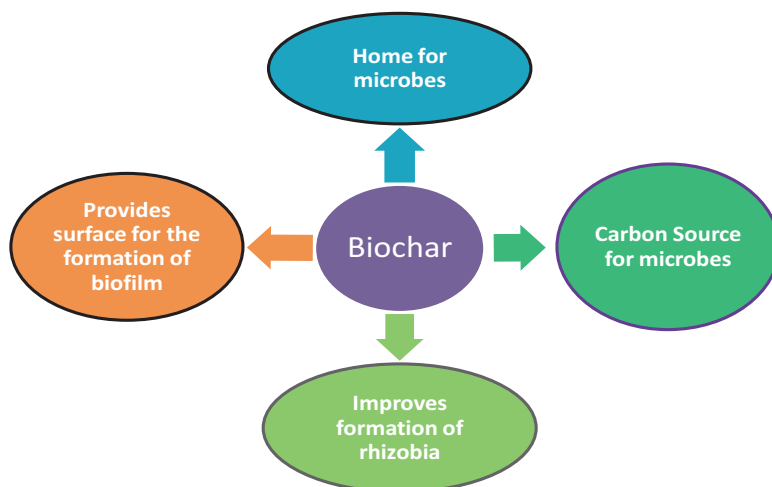 Home for
microbes
Provides
surface for the
formation of
biofilm
Biochar
Carbon Source
for microbes
Improves
formation of
rhizobia